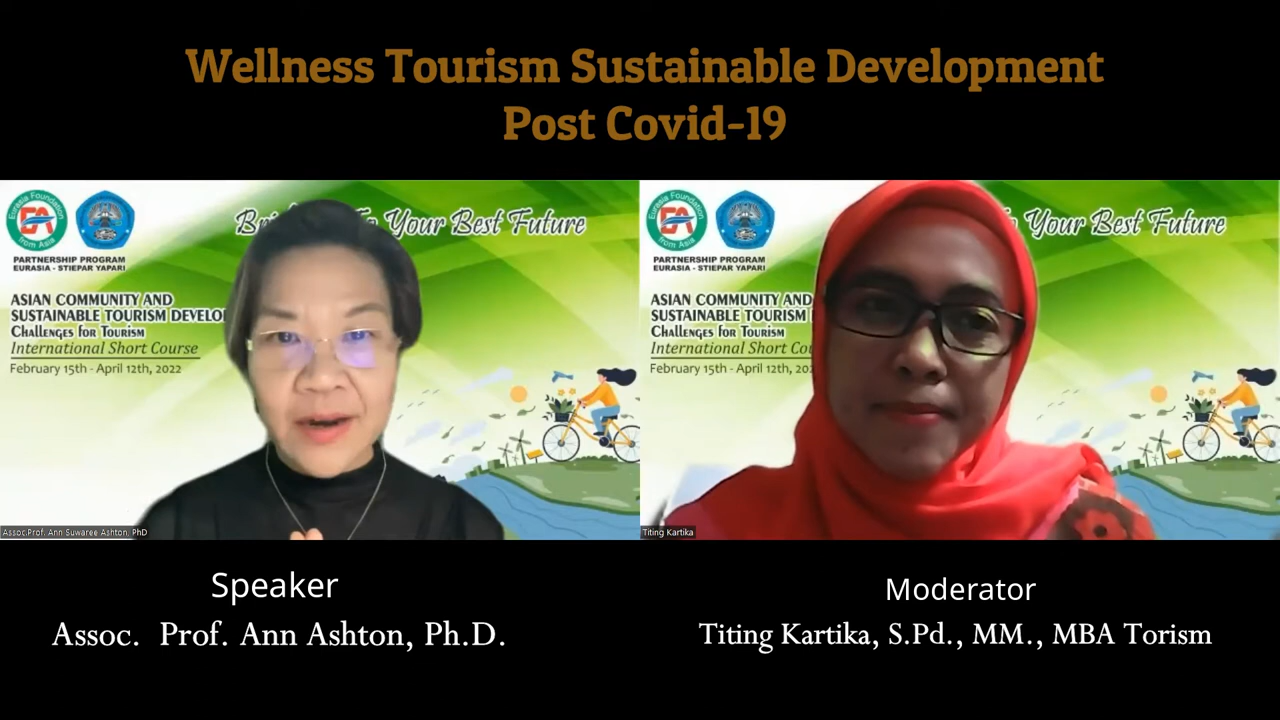 Wellness Tourism Sustainable Development
Post Covid-19
Eurasia Foundation
EA
from Asia
PARTNERSHIP PROGRAM
EURASIA - STIEPAR YAPARI
To Your Best Future
ASIAN COMMUNITY AND
SUSTAINABLE TOURISM
Challenges for Tourism
International Short Course
February 15th - April 12th, 2022
Assoc.Prof. Ann Suwaree Ashton, PhD
Eurasia Foundation
EA
from Asia
PARTNERSHIP PROGRAM
EURASIA - STIEPAR YAPARI
Your Best Future
ASIAN COMMUNITY AND
SUSTAINABLE TOURISM
Challenges for Tourism
International Short
February 15th - April 12th,
Titing Kartika
Speaker
Assoc. Prof. Ann Ashton, Ph.D.
Moderator
Titing Kartika, S.Pd., MM., MBA Torism